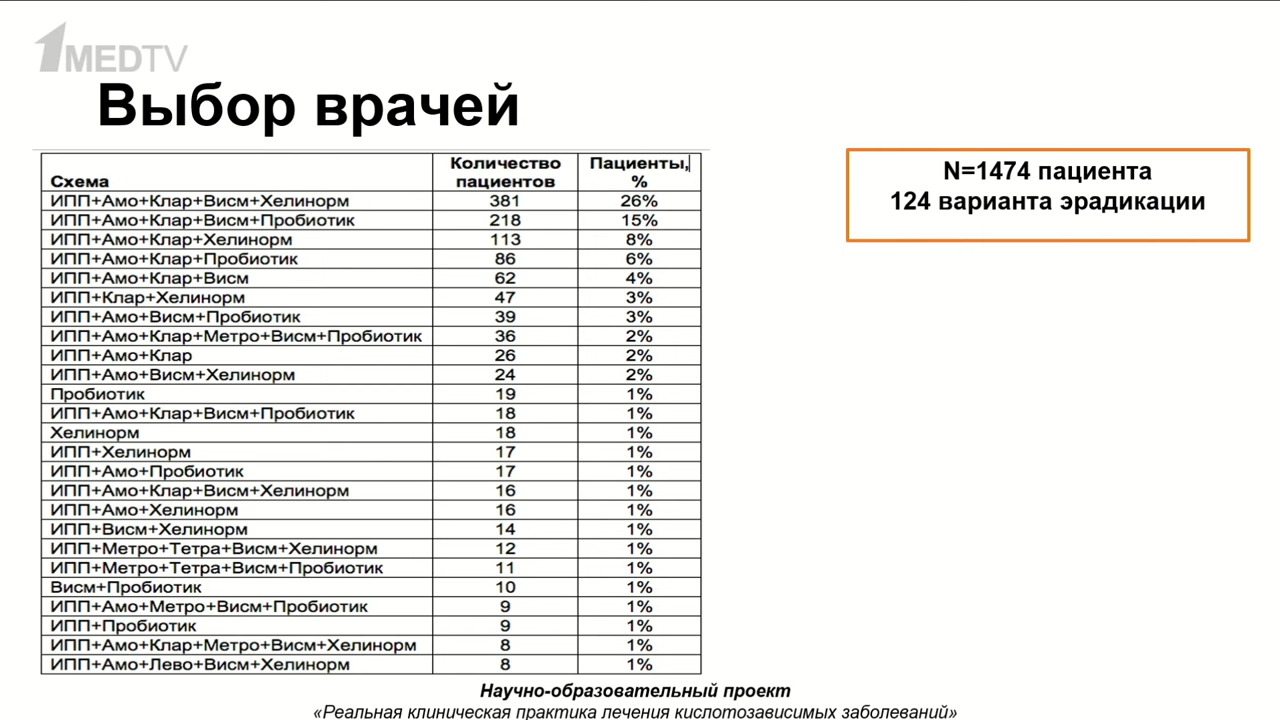 1MEDTV
Выбор врачей
Схема Количество пациентов Пациенты, %
ИПП+Амо+Клар+Висм+Хелинорм 381 26%
ИПП+Амо+Клар+Висм+Пробиотик 218 15%
ИПП+Амо+Клар+Хелинорм 113 8%
ИПП+Амо+Клар+Пробиотик 86 6%
ИПП+Амо+Клар+Висм 62 4%
ИПП+Клар+Хелинорм 47 3%
ИПП+Амо+Висм+Пробиотик 39 3%
ИПП+Амо+Клар+Метро+Висм+Пробиотик 36 2%
ИПП+Амо+Клар 26 2%
ИПП+Амо+Висм+Хелинорм 24 2%
Пробиотик 19 1%
ИПП+Амо+Клар+Висм+Пробиотик 18 1%
Хелинорм 18 1%
ИПП+Хелинорм 17 1%
ИПП+Амо+Пробиотик 17 1%
ИПП+Амо+Клар+Висм+Хелинорм 16 1%
ИПП+Амо+Хелинорм 16 1%
ИПП+Висм+Хелинорм 14 1%
ИПП+Метро+Тетра+Висм+Хелинорм 12 1%
ИПП+Метро+Тетра+Висм+Пробиотик 11 1%
Висм+Пробиотик 10 1%
ИПП+Амо+Метро+Висм+Пробиотик 9 1%
ИПП+Пробиотик 9 1%
ИПП+Амо+Клар+Метро+Висм+Хелинорм 8 1%
ИПП+Амо+Лево+Висм+Хелинорм 8 1%
N=1474 пациента
124 варианта эрадикации
Научно-образовательный проект
«Реальная клиническая практика лечения кислотозависимых заболеваний»